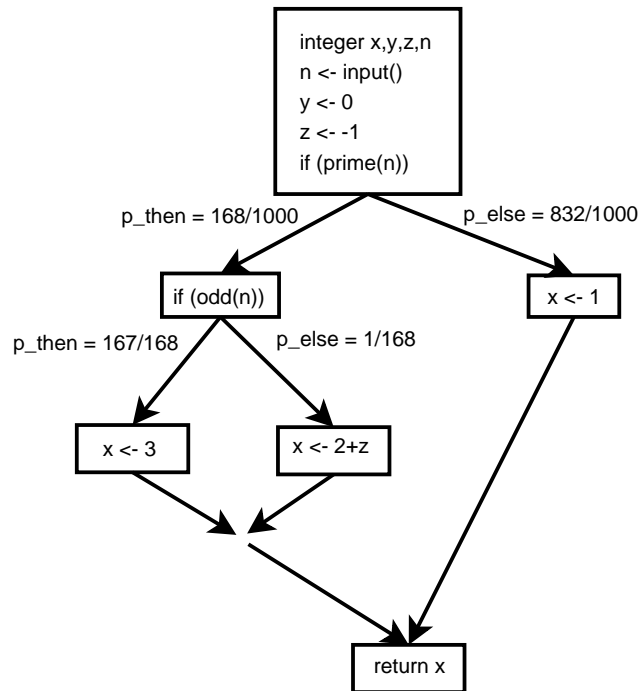 integer x,y,z,n
n <- input()
y <- 0
z <- -1
if (prime(n))
p_then = 168/1000
p_else = 832/1000
if (odd(n))
x <- 1
p_then = 167/168
p_else = 1/168
x <- 3
x <- 2+z
return x